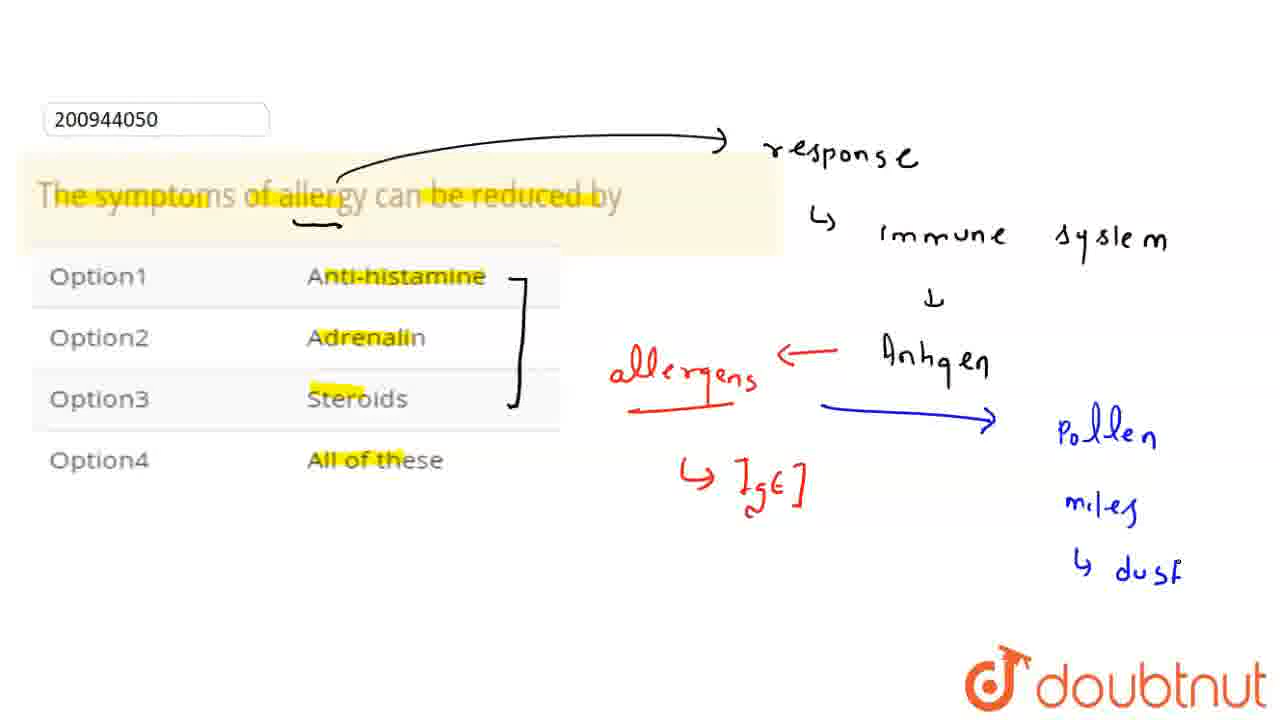 200944050
The symptoms of allergy can be reduced by
Option1 Anti-histamine
Option2 Adrenalin
Option3 Steroids
Option4 All of these
response
immune system
Antigen
allergens
IgE
pollen
mites
dust
doubtnut